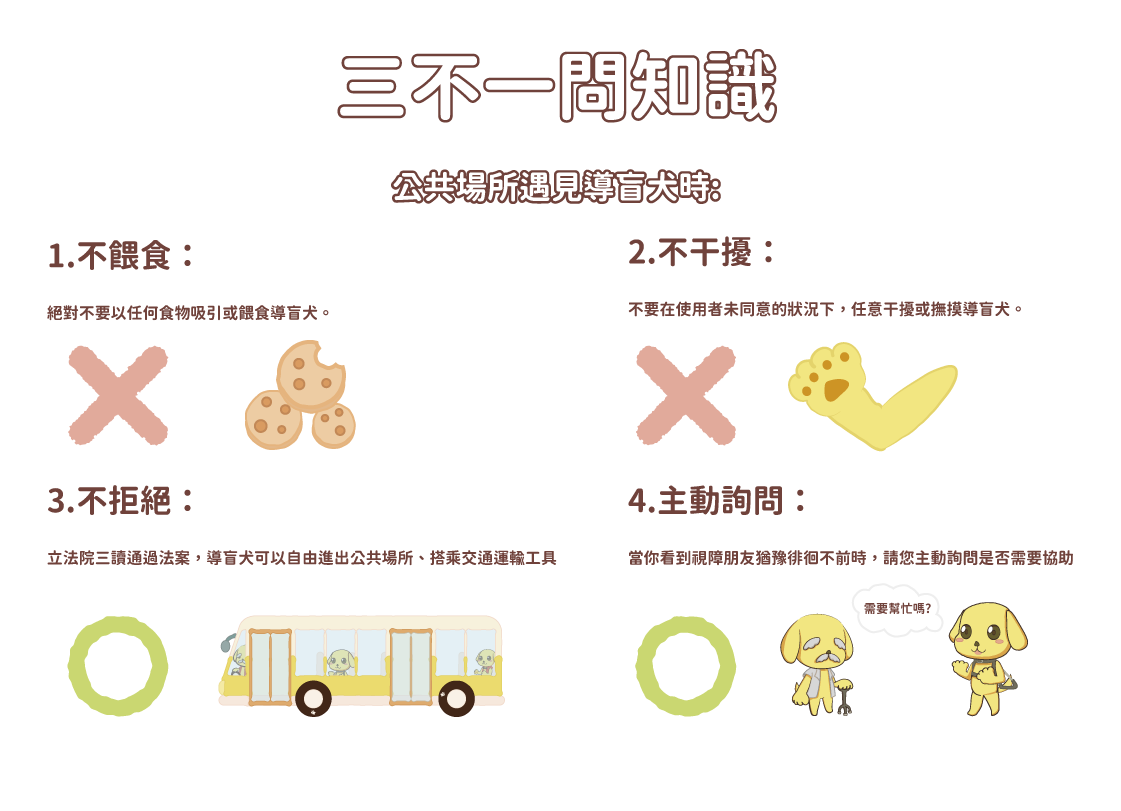 三不一問知識
公共場所遇見導盲犬時:
1.不餵食：
絕對不要以任何食物吸引或餵食導盲犬。
2.不干擾：
不要在使用者未同意的狀況下，任意干擾或撫摸導盲犬。
3.不拒絕：
立法院三讀通過法案，導盲犬可以自由進出公共場所、搭乘交通運輸工具
4.主動詢問：
當你看到視障朋友猶豫徘徊不前時，請您主動詢問是否需要協助
需要幫忙嗎?